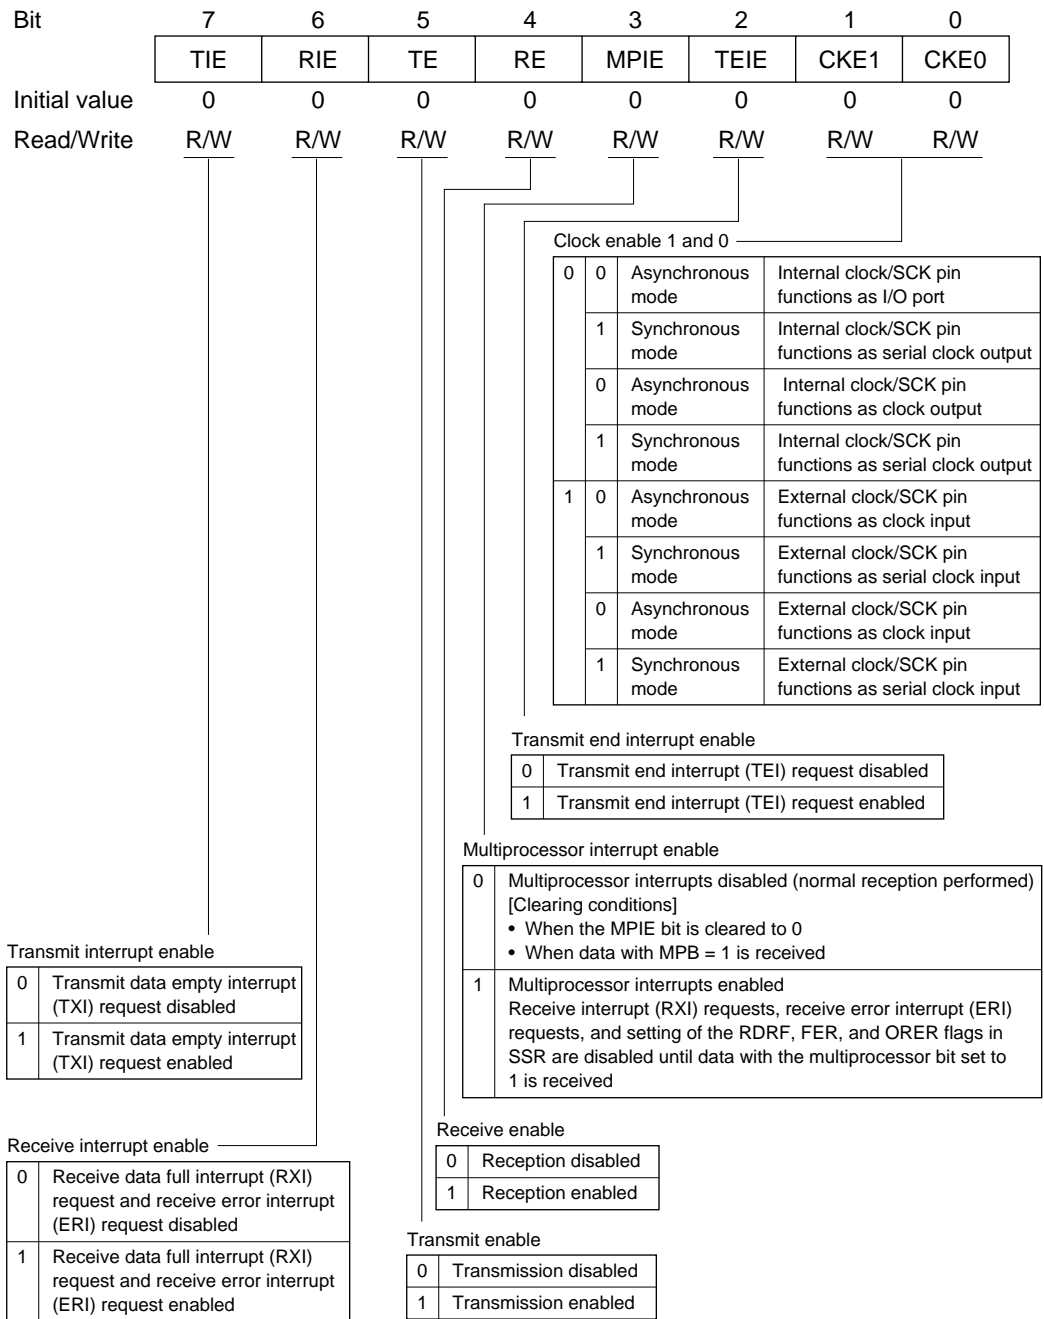 Bit 7 6 5 4 3 2 1 0
TIE RIE TE RE MPIE TEIE CKE1 CKE0
Initial value 0 0 0 0 0 0 0 0
Read/Write R/W R/W R/W R/W R/W R/W R/W R/W
Clock enable 1 and 0
0 0 Asynchronous Internal clock/SCK pin
mode functions as I/O port
1 Synchronous Internal clock/SCK pin
mode functions as serial clock output
0 Asynchronous Internal clock/SCK pin
mode functions as clock output
1 Synchronous Internal clock/SCK pin
mode functions as serial clock output
1 0 Asynchronous External clock/SCK pin
mode functions as clock input
1 Synchronous External clock/SCK pin
mode functions as serial clock input
0 Asynchronous External clock/SCK pin
mode functions as clock input
1 Synchronous External clock/SCK pin
mode functions as serial clock input
Transmit end interrupt enable
0 Transmit end interrupt (TEI) request disabled
1 Transmit end interrupt (TEI) request enabled
Multiprocessor interrupt enable
0 Multiprocessor interrupts disabled (normal reception performed)
[Clearing conditions]
• When the MPIE bit is cleared to 0
• When data with MPB = 1 is received
1 Multiprocessor interrupts enabled
Receive interrupt (RXI) requests, receive error interrupt (ERI)
requests, and setting of the RDRF, FER, and ORER flags in
SSR are disabled until data with the multiprocessor bit set to
1 is received
Transmit interrupt enable
0 Transmit data empty interrupt
(TXI) request disabled
1 Transmit data empty interrupt
(TXI) request enabled
Receive enable
0 Reception disabled
1 Reception enabled
Receive interrupt enable
0 Receive data full interrupt (RXI)
request and receive error interrupt
(ERI) request disabled
1 Receive data full interrupt (RXI)
request and receive error interrupt
(ERI) request enabled
Transmit enable
0 Transmission disabled
1 Transmission enabled